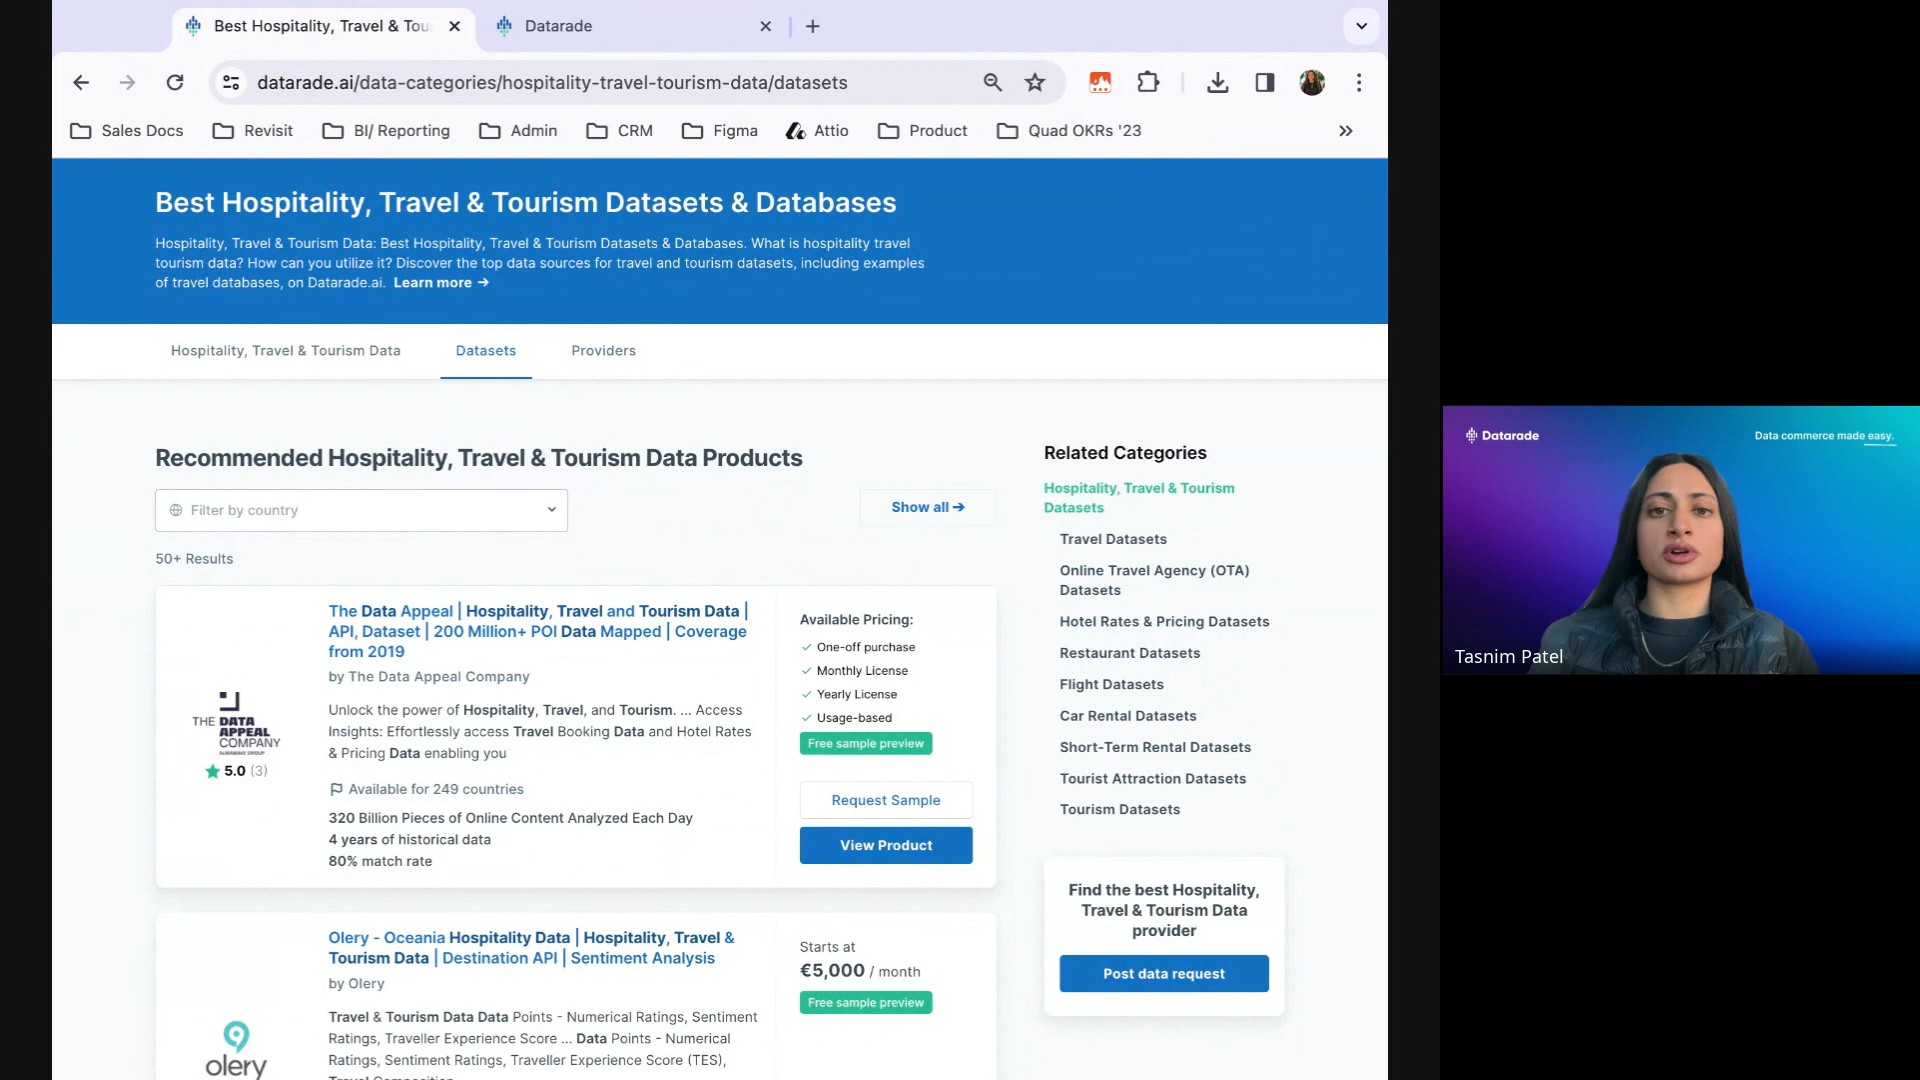 Best Hospitality, Travel & Tou
Datarade
datarade.ai/data-categories/hospitality-travel-tourism-data/datasets
Sales Docs
Revisit
BI/ Reporting
Admin
CRM
Figma
Attio
Product
Quad OKRs '23
Best Hospitality, Travel & Tourism Datasets & Databases
Hospitality, Travel & Tourism Data: Best Hospitality, Travel & Tourism Datasets & Databases. What is hospitality travel
tourism data? How can you utilize it? Discover the top data sources for travel and tourism datasets, including examples
of travel databases, on Datarade.ai. Learn more →
Hospitality, Travel & Tourism Data
Datasets
Providers
Recommended Hospitality, Travel & Tourism Data Products
Filter by country
Show all →
50+ Results
The Data Appeal | Hospitality, Travel and Tourism Data |
API, Dataset | 200 Million+ POI Data Mapped | Coverage
from 2019
by The Data Appeal Company
Unlock the power of Hospitality, Travel, and Tourism. ... Access
Insights: Effortlessly access Travel Booking Data and Hotel Rates
& Pricing Data enabling you
Available for 249 countries
320 Billion Pieces of Online Content Analyzed Each Day
4 years of historical data
80% match rate
THE DATA
APPEAL
COMPANY
ALMAWAVE GROUP
5.0 (3)
Available Pricing:
One-off purchase
Monthly License
Yearly License
Usage-based
Free sample preview
Request Sample
View Product
Olery - Oceania Hospitality Data | Hospitality, Travel &
Tourism Data | Destination API | Sentiment Analysis
by Olery
Travel & Tourism Data Data Points - Numerical Ratings, Sentiment
Ratings, Traveller Experience Score ... Data Points - Numerical
Ratings, Sentiment Ratings, Traveller Experience Score (TES),
Travel Composition
olery
Starts at
€5,000 / month
Free sample preview
Related Categories
Hospitality, Travel & Tourism
Datasets
Travel Datasets
Online Travel Agency (OTA)
Datasets
Hotel Rates & Pricing Datasets
Restaurant Datasets
Flight Datasets
Car Rental Datasets
Short-Term Rental Datasets
Tourist Attraction Datasets
Tourism Datasets
Find the best Hospitality,
Travel & Tourism Data
provider
Post data request
Datarade
Data commerce made easy.
Tasnim Patel